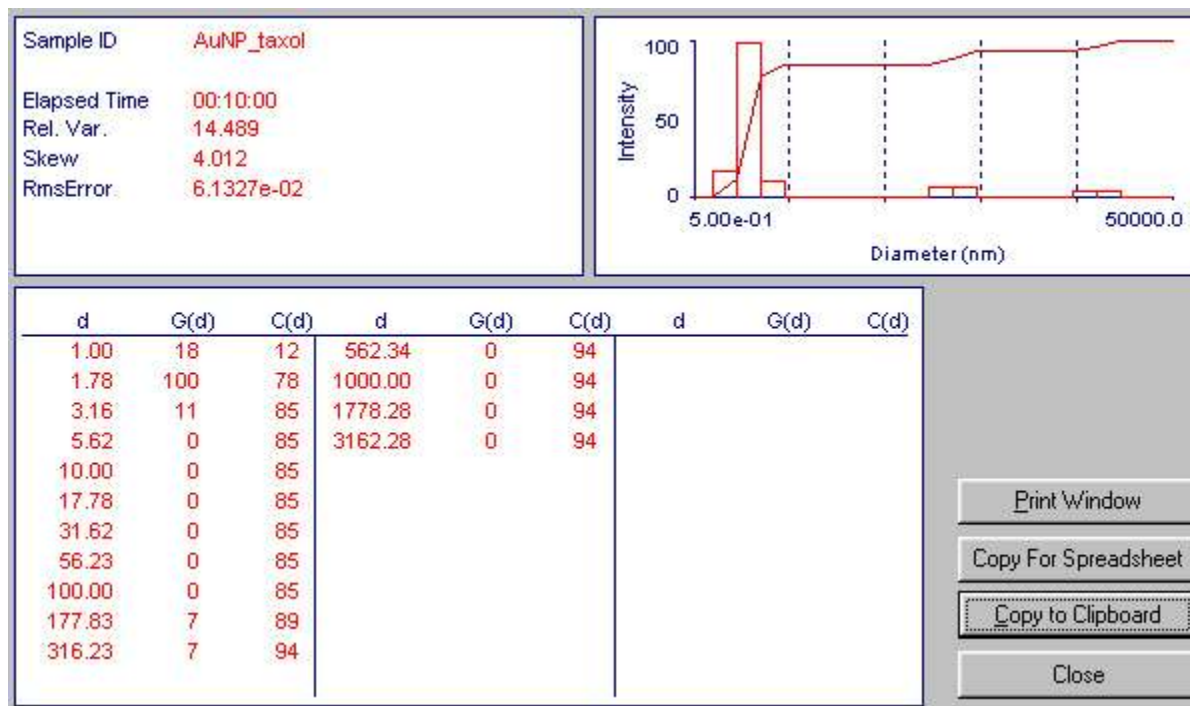 Sample ID AuNP_taxol
Elapsed Time 00:10:00
Rel. Var. 14.489
Skew 4.012
RmsError 6.1327e-02
100
50
0
Intensity
5.00e-01 50000.0
Diameter (nm)
d G(d) C(d) d G(d) C(d) d G(d) C(d)
1.00 18 12 562.34 0 94
1.78 100 78 1000.00 0 94
3.16 11 85 1778.28 0 94
5.62 0 85 3162.28 0 94
10.00 0 85
17.78 0 85
31.62 0 85
56.23 0 85
100.00 0 85
177.83 7 89
316.23 7 94
Print Window
Copy For Spreadsheet
Copy to Clipboard
Close